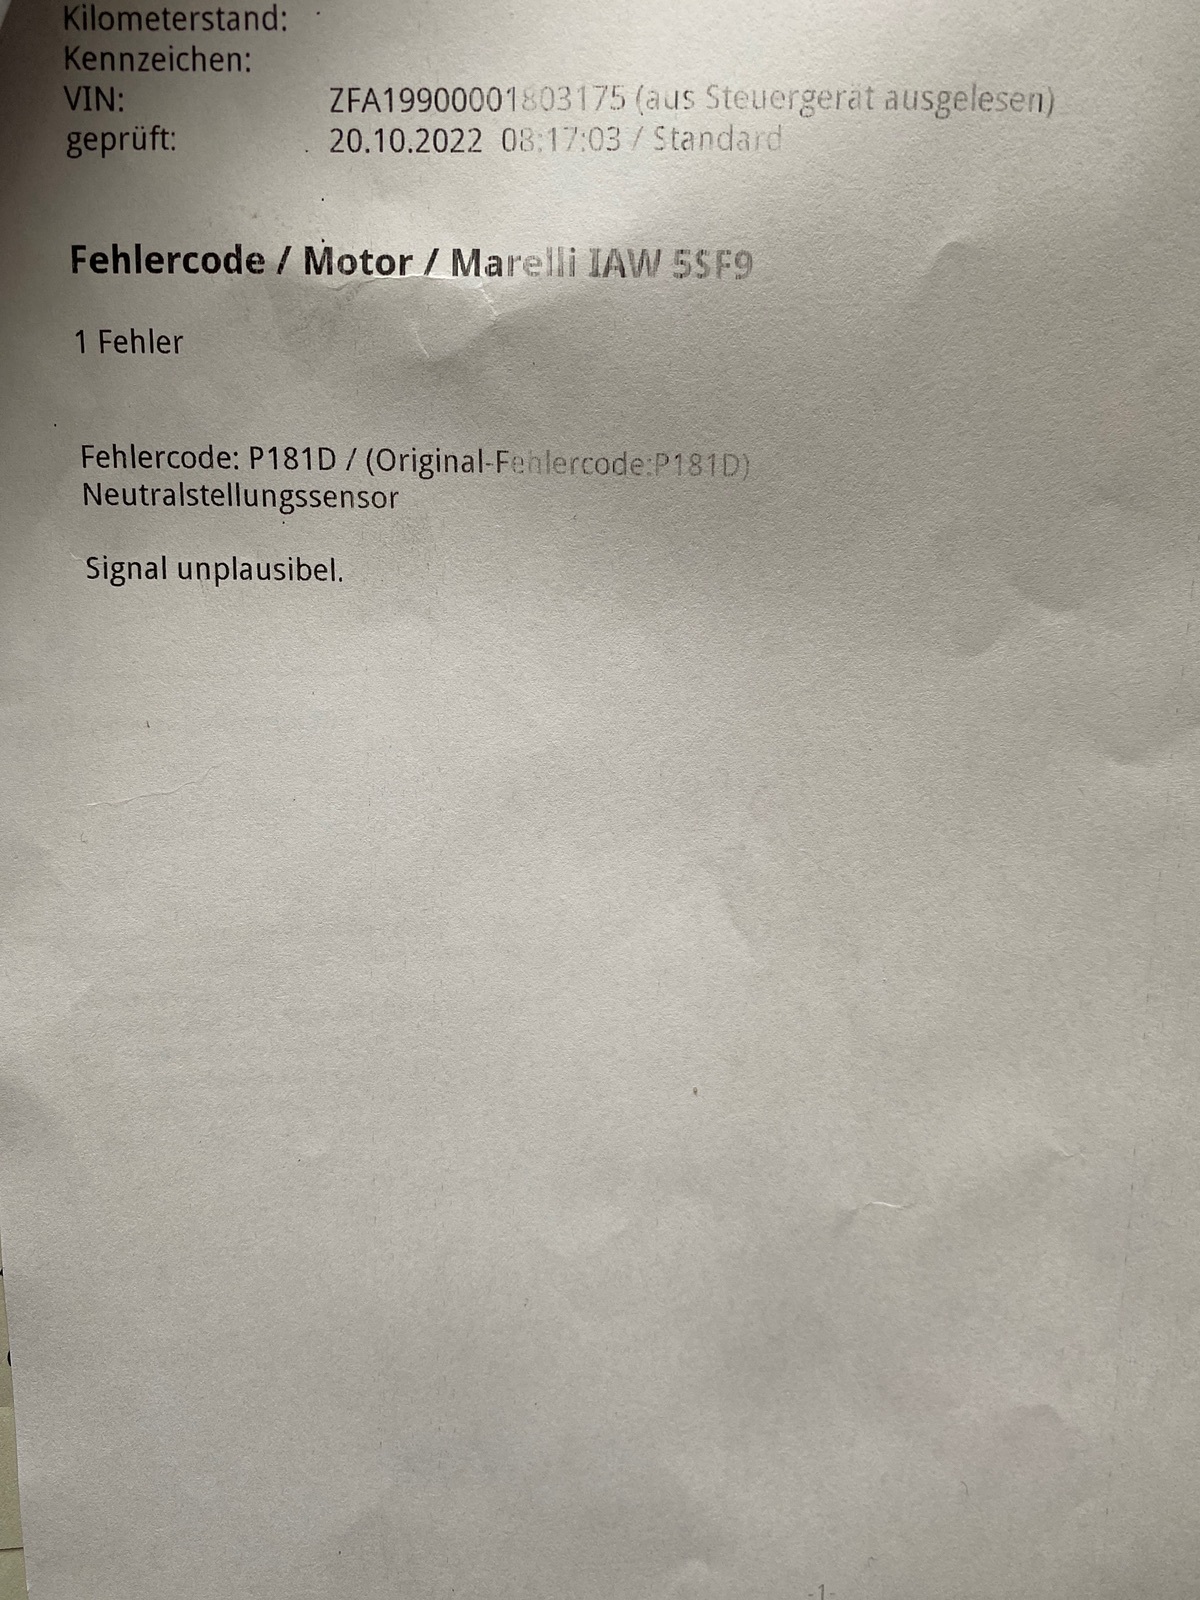 Kilometerstand:
Kennzeichen:
VIN: ZFA19900001803175 (aus Steuergerät ausgelesen)
geprüft: 20.10.2022 08:17:03 / Standard
Fehlercode / Motor / Marelli IAW 5SF9
1 Fehler
Fehlercode: P181D / (Original-Fehlercode:P181D)
Neutralstellungssensor
Signal unplausibel.
-1-